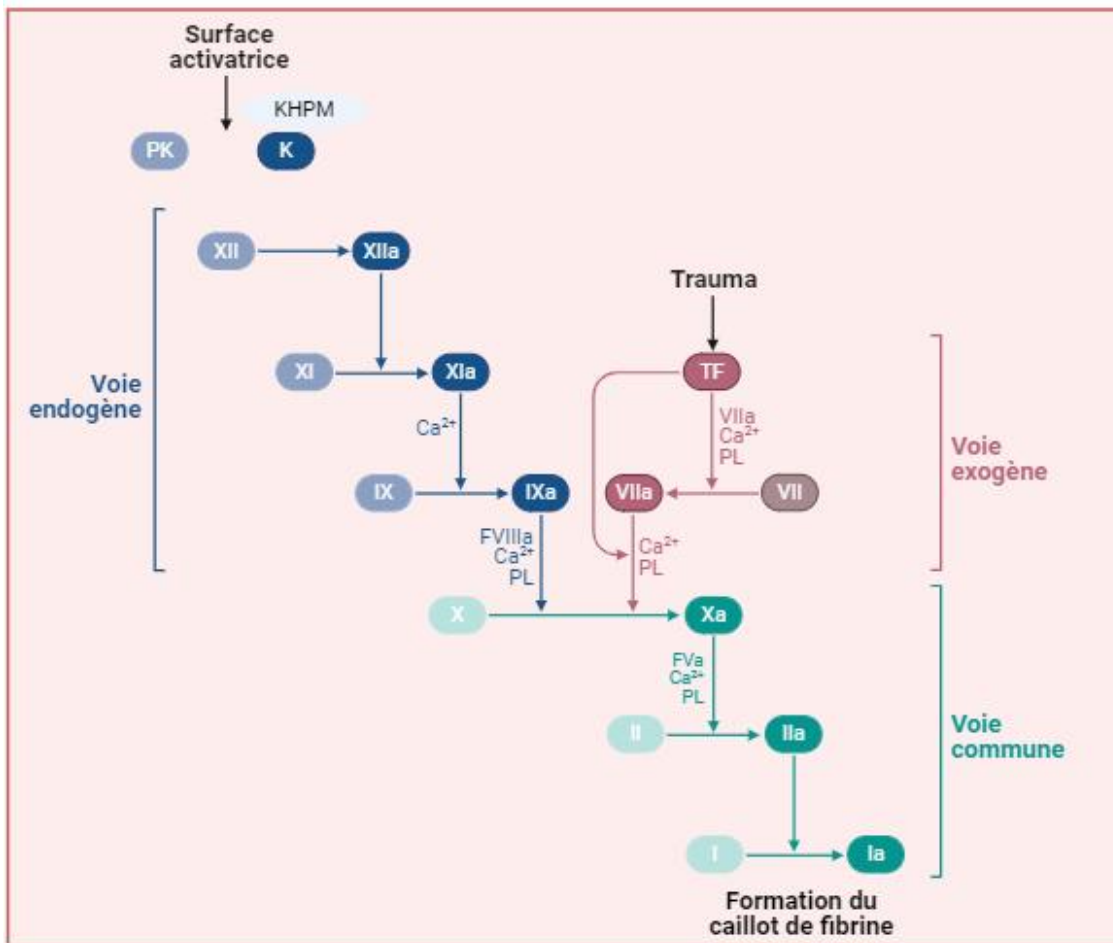 Surface
activatrice
KHPM
PK
K
XII
XIIa
Trauma
XI
XIa
TF
Voie
endogène
Ca²⁺
VIIa
Ca²⁺
PL
Voie
exogène
IX
IXa
VIIa
VII
FVIIIa
Ca²⁺
PL
Ca²⁺
PL
X
Xa
FVa
Ca²⁺
PL
II
IIa
Voie
commune
I
Ia
Formation du
caillot de fibrine